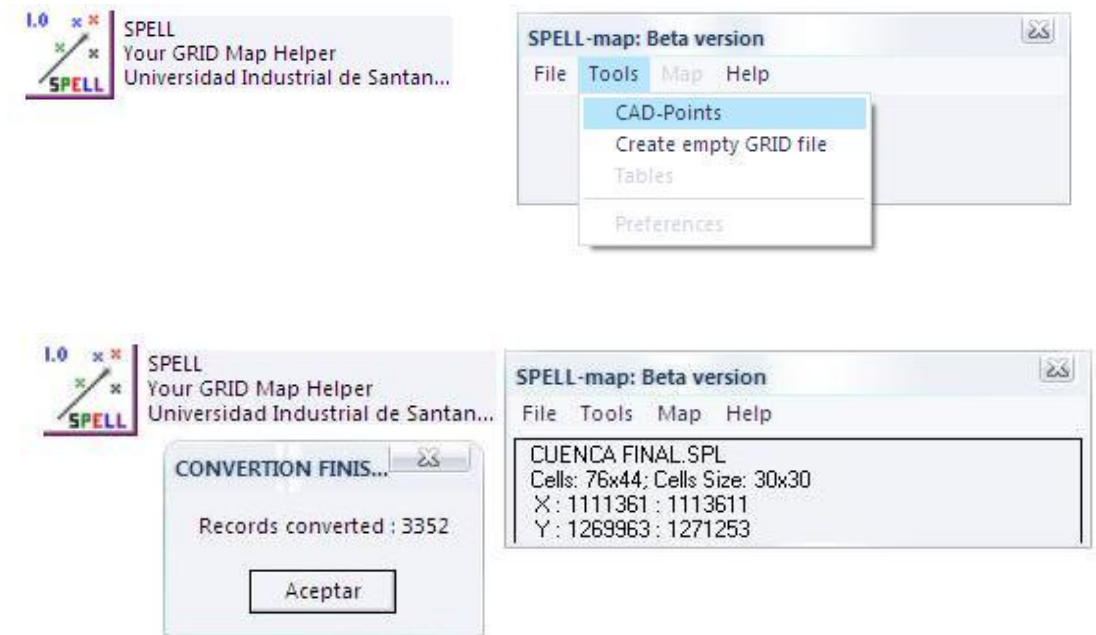 1.0
SPELL
SPELL
Your GRID Map Helper
Universidad Industrial de Santan...
SPELL-map: Beta version
File Tools Map Help
CAD-Points
Create empty GRID file
Tables
Preferences
1.0
SPELL
SPELL
Your GRID Map Helper
Universidad Industrial de Santan...
CONVERTION FINIS...
Records converted : 3352
Aceptar
SPELL-map: Beta version
File Tools Map Help
CUENCA FINAL.SPL
Cells: 76x44; Cells Size: 30x30
X : 1111361 : 1113611
Y : 1269963 : 1271253